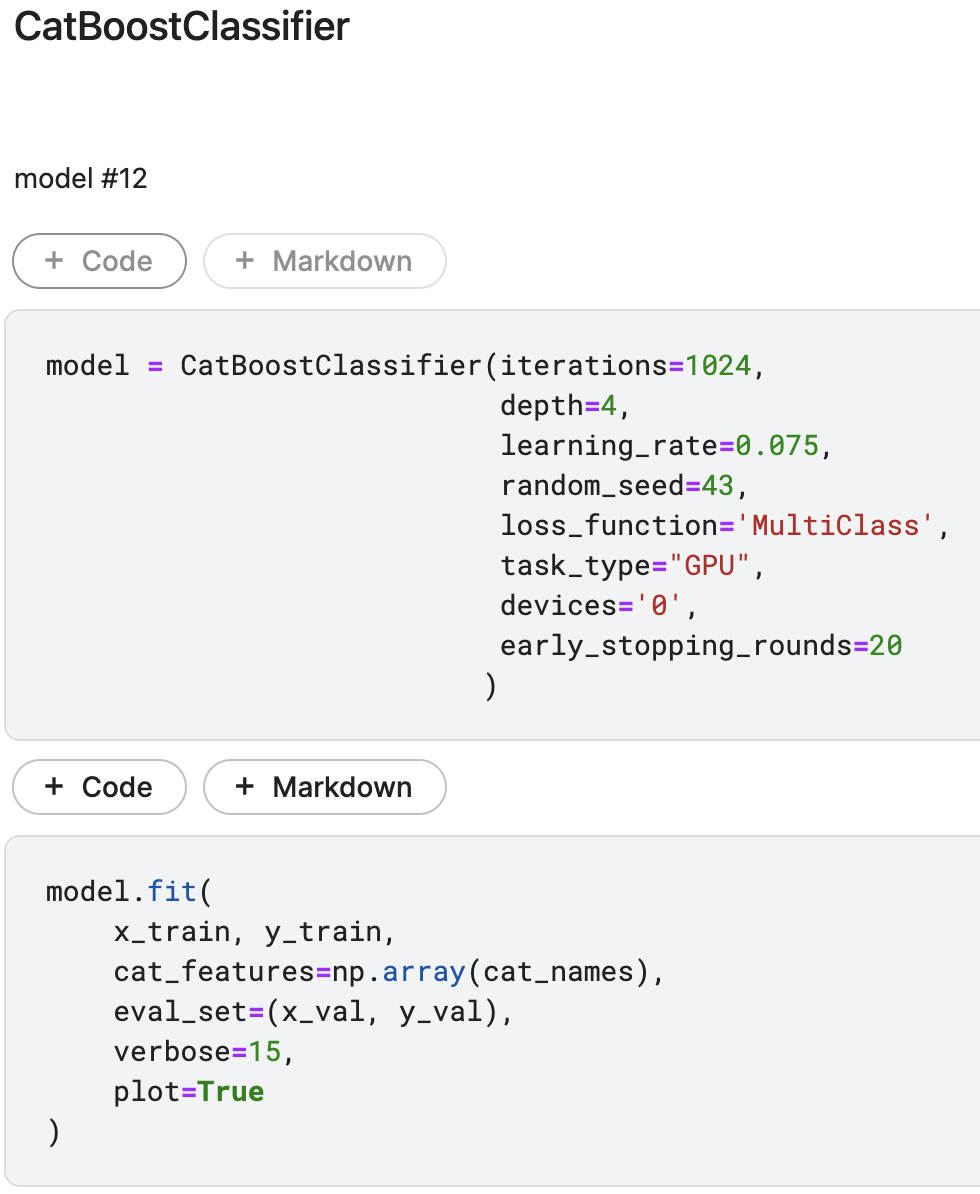 CatBoostClassifier
model #12
+ Code + Markdown
model = CatBoostClassifier(iterations=1024,
depth=4,
learning_rate=0.075,
random_seed=43,
loss_function='MultiClass',
task_type="GPU",
devices='0',
early_stopping_rounds=20
)
+ Code + Markdown
model.fit(
x_train, y_train,
cat_features=np.array(cat_names),
eval_set=(x_val, y_val),
verbose=15,
plot=True
)